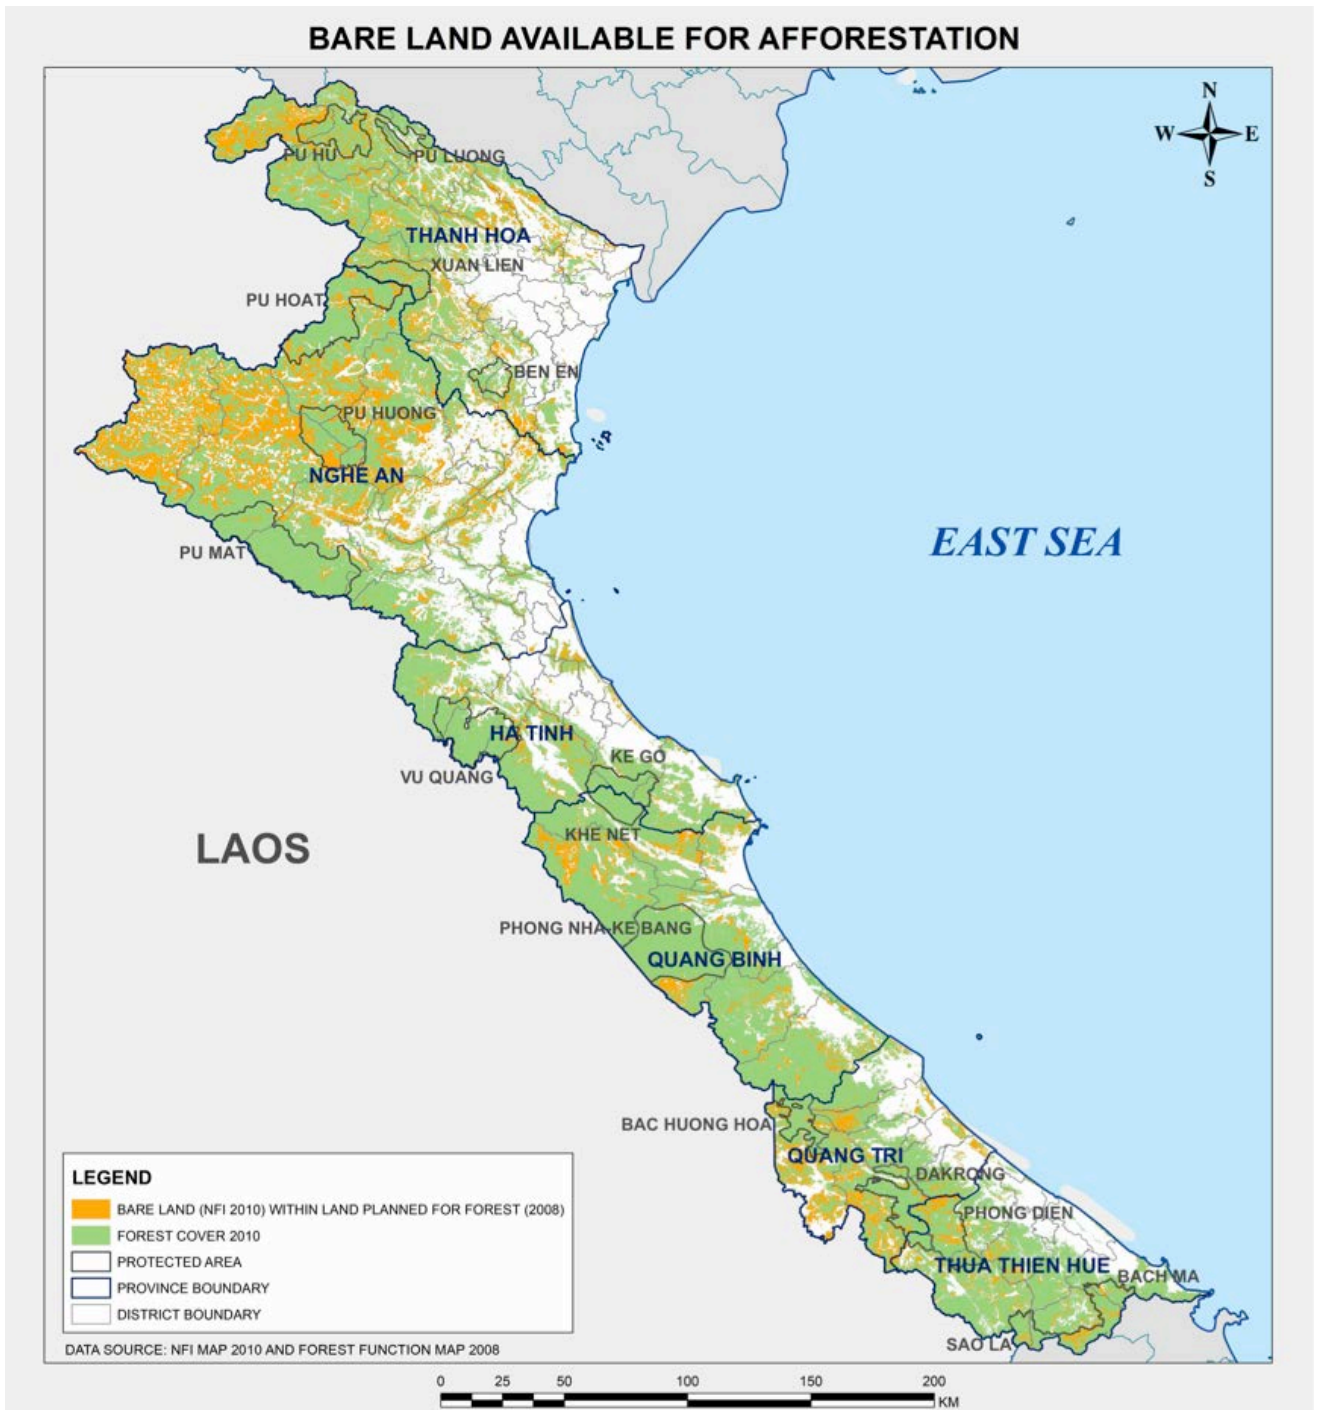 BARE LAND AVAILABLE FOR AFFORESTATION
N
W E
S
PU HU
PU LUONG
THANH HOA
XUAN LIEN
PU HOAT
BEN EN
PU HUONG
NGHE AN
PU MAT
EAST SEA
HA TINH
KE GO
VU QUANG
KHE NET
LAOS
PHONG NHA-KE BANG
QUANG BINH
BAC HUONG HOA
QUANG TRI
DAKRONG
PHONG DIEN
THUA THIEN HUE
BACH MA
SAO LA
LEGEND
BARE LAND (NFI 2010) WITHIN LAND PLANNED FOR FOREST (2008)
FOREST COVER 2010
PROTECTED AREA
PROVINCE BOUNDARY
DISTRICT BOUNDARY
DATA SOURCE: NFI MAP 2010 AND FOREST FUNCTION MAP 2008
0 25 50 100 150 200
KM